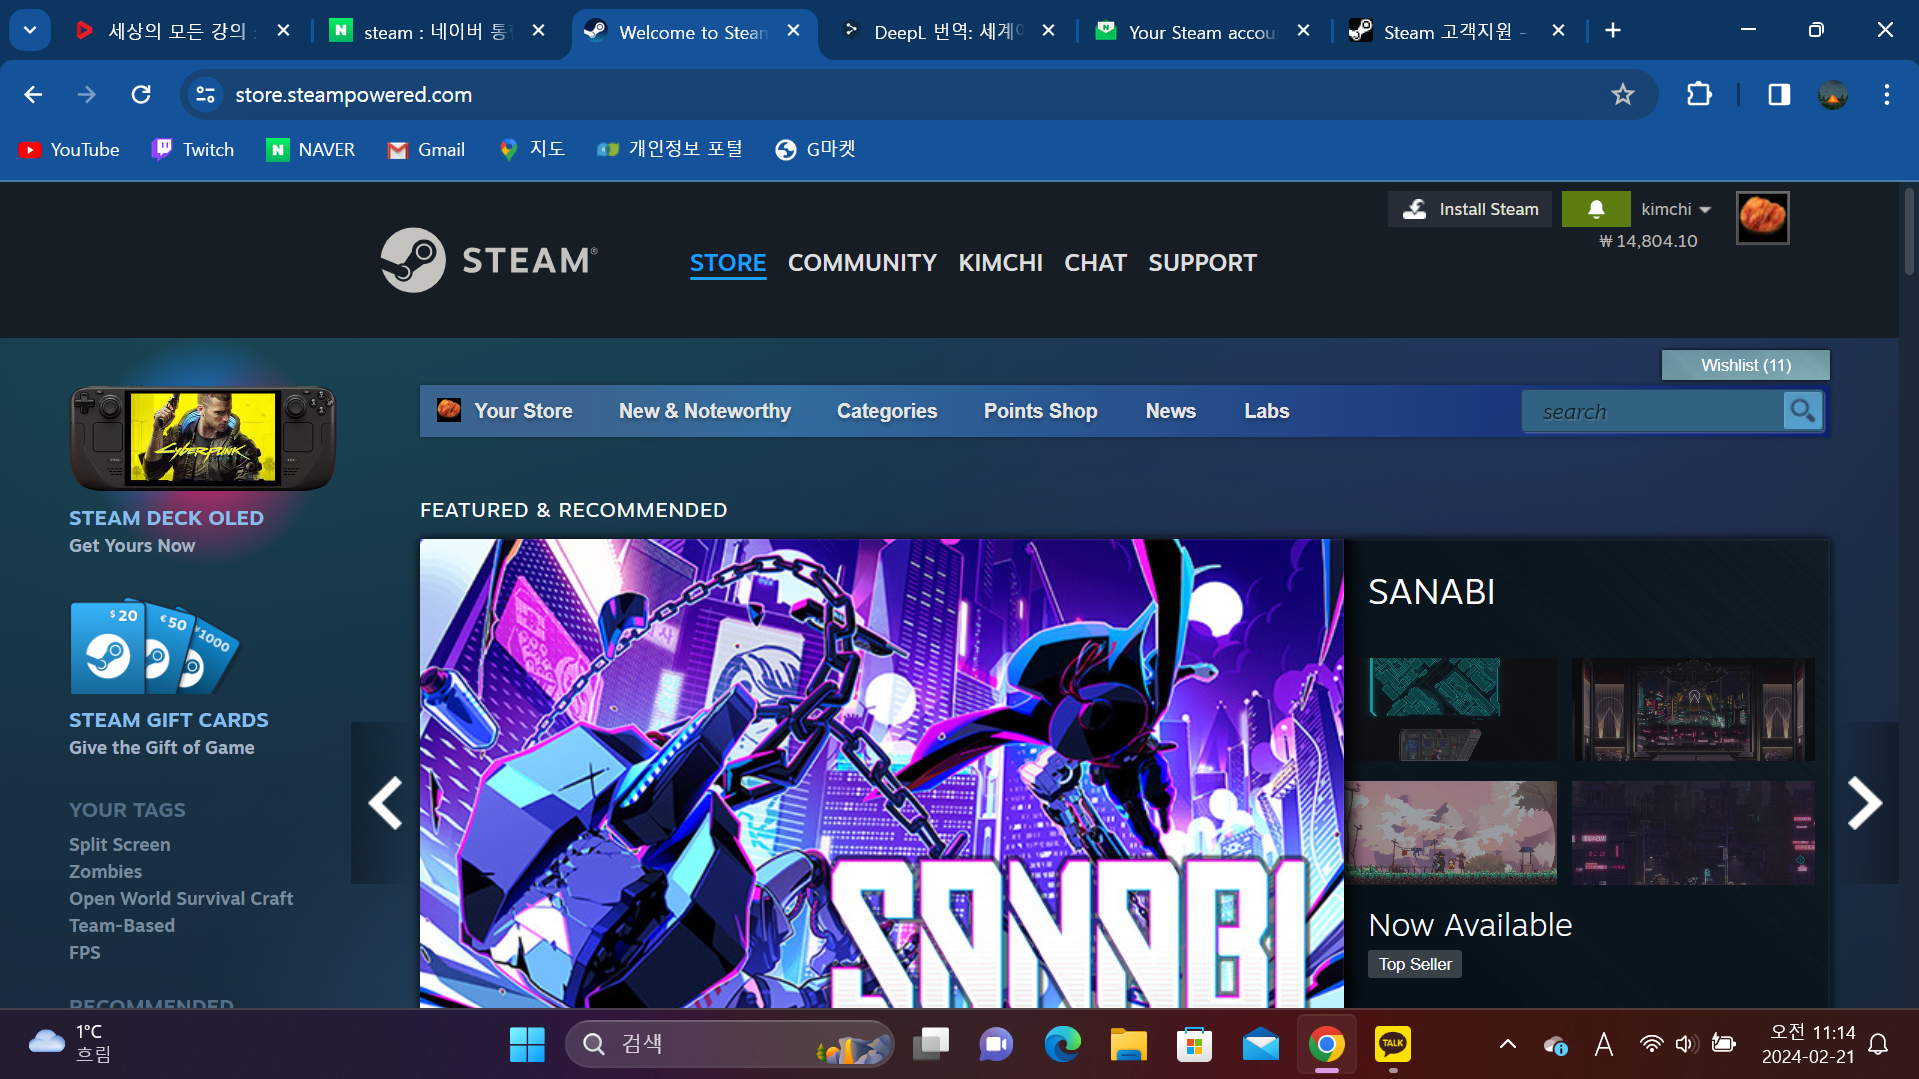 세상의 모든 강의
steam : 네이버 통
Welcome to Stean
DeepL 번역: 세계
Your Steam accou
Steam 고객지원 -
store.steampowered.com
YouTube
Twitch
NAVER
Gmail
지도
개인정보 포털
G마켓
Install Steam
kimchi
₩ 14,804.10
STEAM®
STORE
COMMUNITY
KIMCHI
CHAT
SUPPORT
Wishlist (11)
Your Store
New & Noteworthy
Categories
Points Shop
News
Labs
search
CYBERPUNK
STEAM DECK OLED
Get Yours Now
$ 20
€ 50
¥1000
STEAM GIFT CARDS
Give the Gift of Game
YOUR TAGS
Split Screen
Zombies
Open World Survival Craft
Team-Based
FPS
RECOMMENDED
FEATURED & RECOMMENDED
SANABI
SANABI
Now Available
Top Seller
1°C
흐림
검색
TALK
A
오전 11:14
2024-02-21